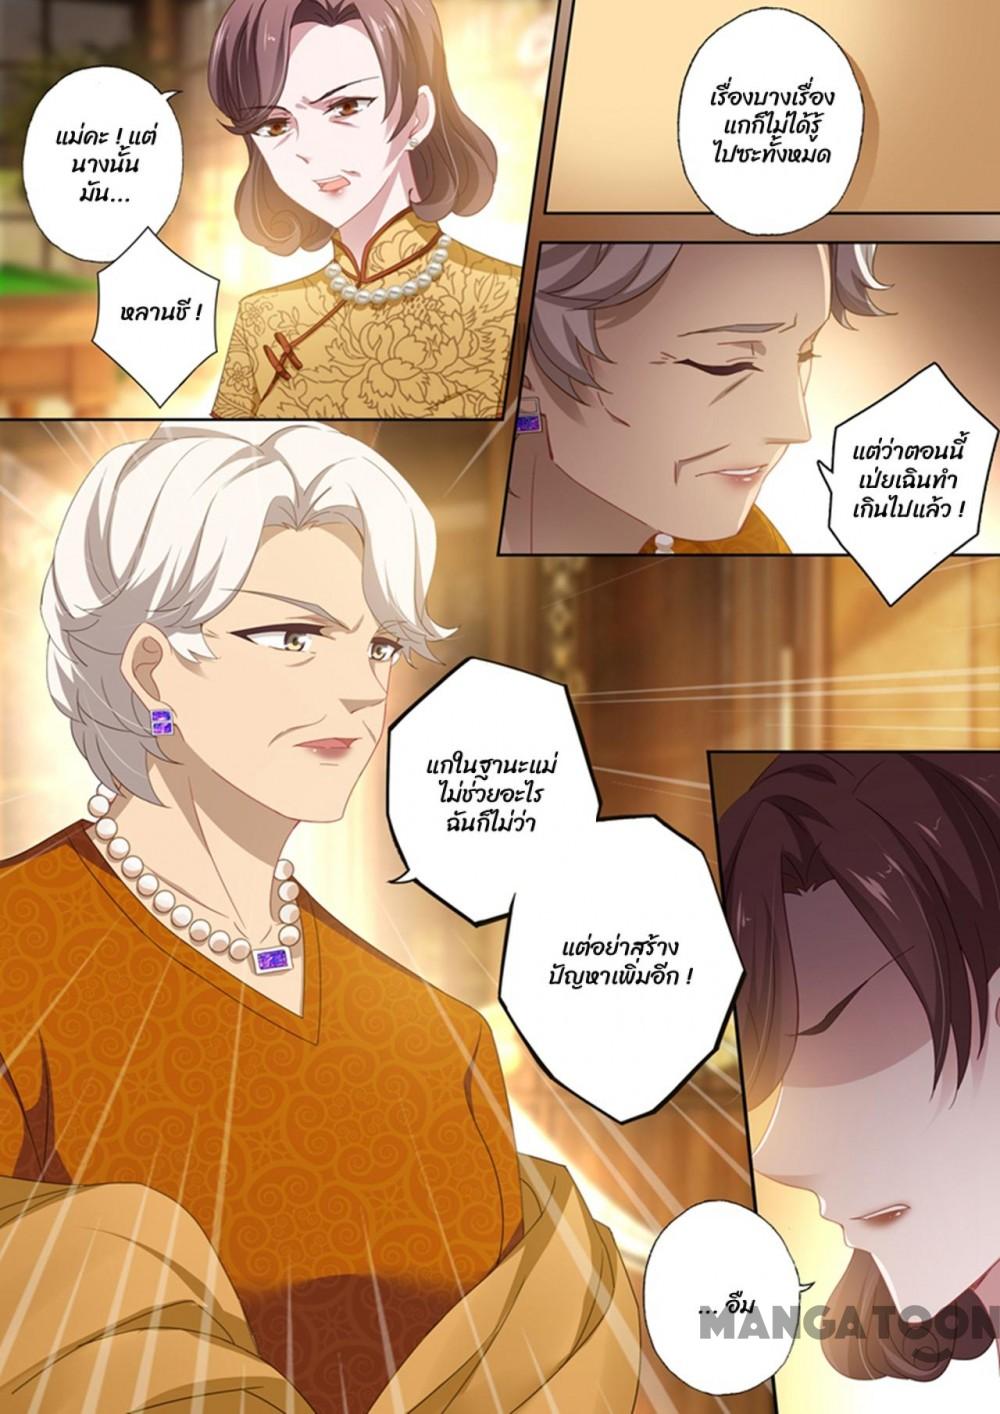 แม่คะ ! แต่
นางนั้น
มัน...
หลานซี !
เรื่องบางเรื่อง
แกก็ไม่ได้รู้
ไปซะทั้งหมด
แต่ว่าตอนนี้
เป่ยเฉินทำ
เกินไปแล้ว !
แกในฐานะแม่
ไม่ช่วยอะไร
ฉันก็ไม่ว่า
แต่อย่าสร้าง
ปัญหาเพิ่มอีก !
... อืม
MANGATOON